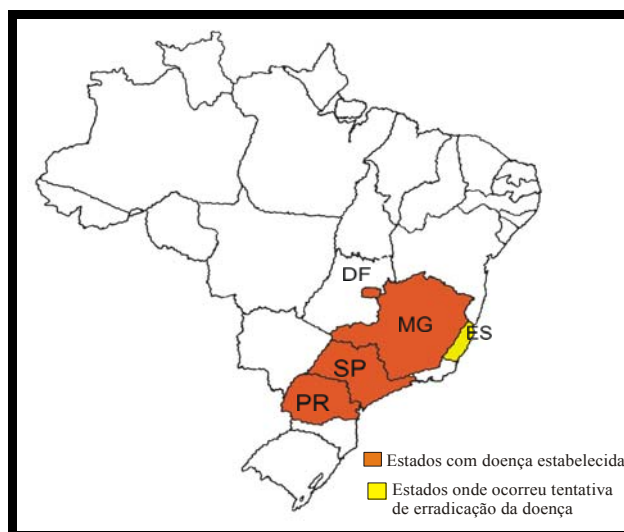 DF
MG
ES
SP
PR
Estados com doença estabelecida
Estados onde ocorreu tentativa
de erradicação da doença